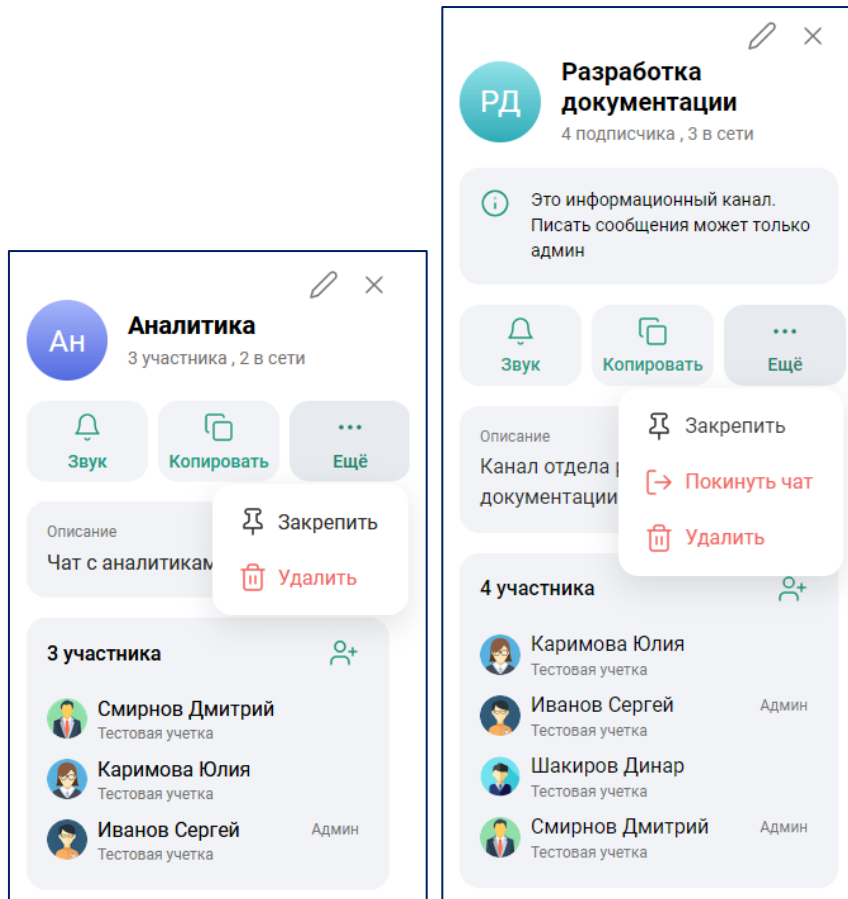 Ан
Аналитика
3 участника , 2 в сети
Звук
Копировать
Ещё
Закрепить
Удалить
Описание
Чат с аналитикам
3 участника
Смирнов Дмитрий
Тестовая учетка
Каримова Юлия
Тестовая учетка
Иванов Сергей
Админ
Тестовая учетка
РД
Разработка
документации
4 подписчика , 3 в сети
Это информационный канал.
Писать сообщения может только
админ
Звук
Копировать
Ещё
Закрепить
Покинуть чат
Удалить
Описание
Канал отдела
документации
4 участника
Каримова Юлия
Тестовая учетка
Иванов Сергей
Админ
Тестовая учетка
Шакиров Динар
Тестовая учетка
Смирнов Дмитрий
Админ
Тестовая учетка